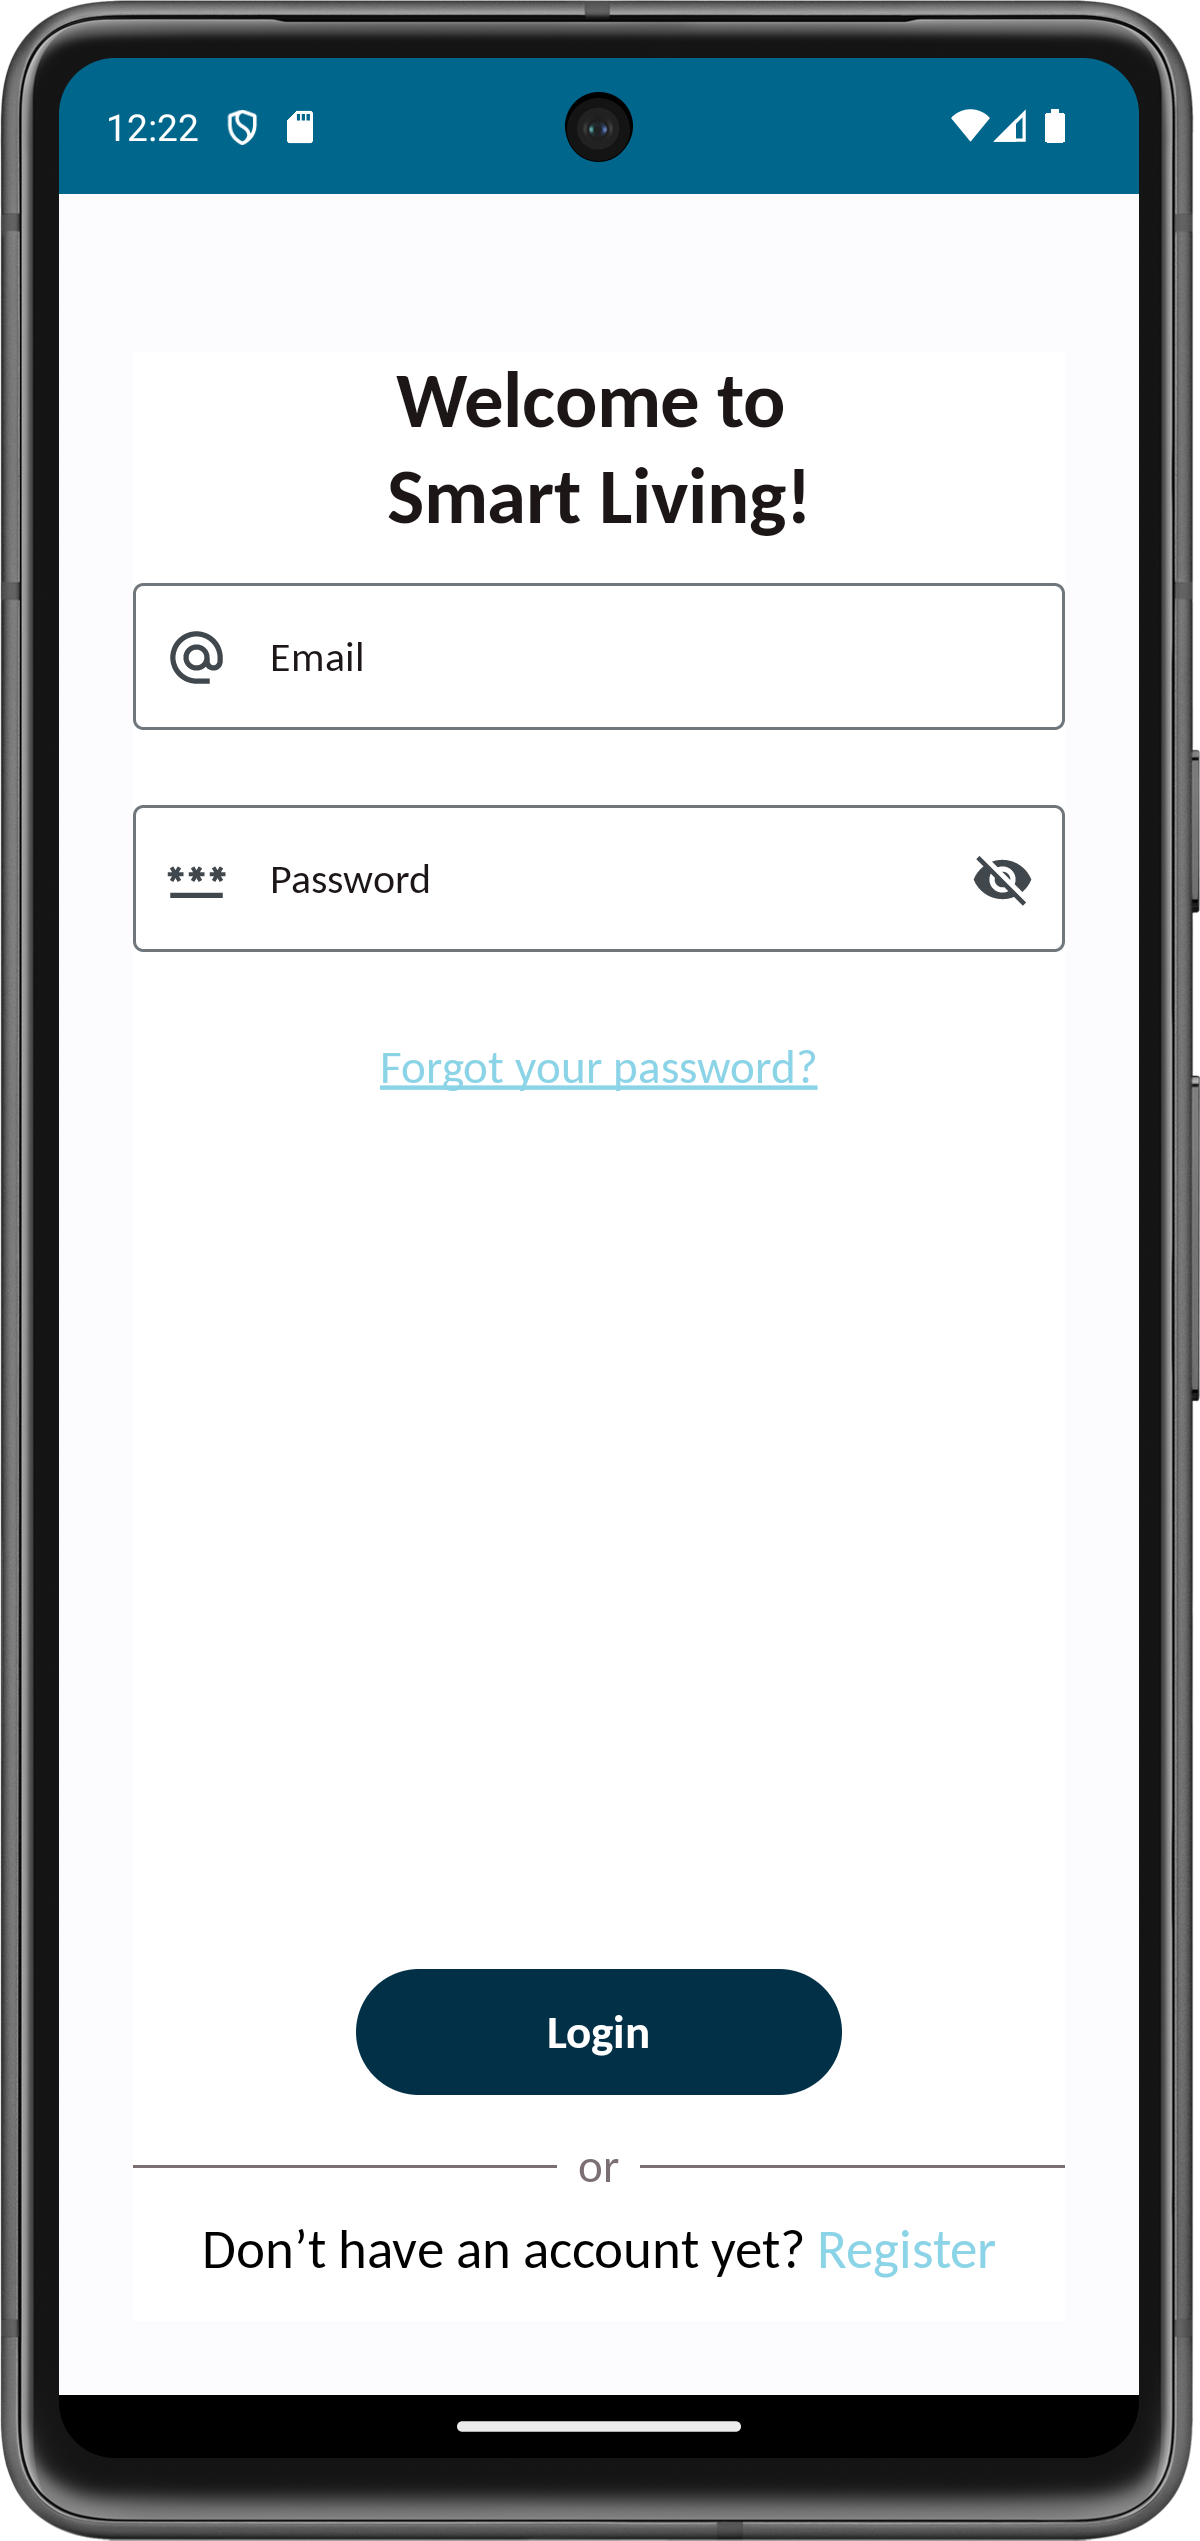 12:22
Welcome to
Smart Living!
Email
*** Password
Forgot your password?
Login
or
Don’t have an account yet? Register